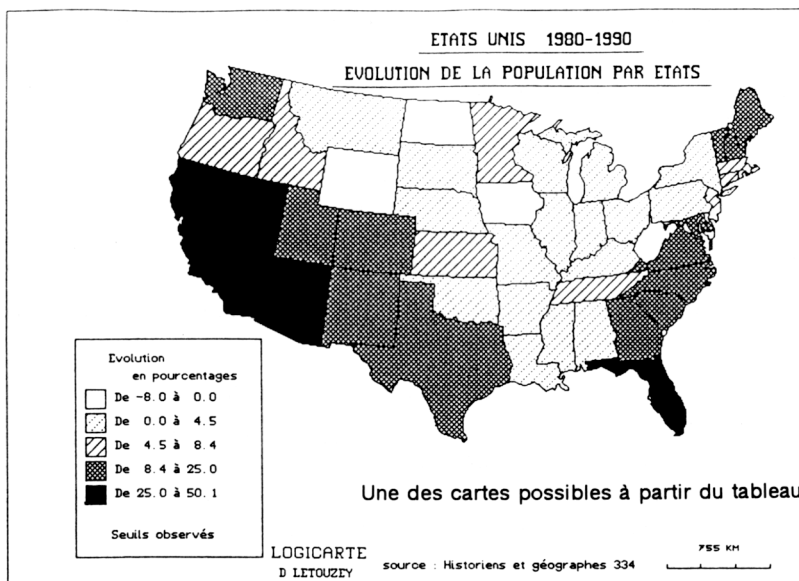 ETATS UNIS 1980-1990
EVOLUTION DE LA POPULATION PAR ETATS
Evolution
en pourcentages
De -8.0 à 0.0
De 0.0 à 4.5
De 4.5 à 8.4
De 8.4 à 25.0
De 25.0 à 50.1
Seuils observés
Une des cartes possibles à partir du tableau
LOGICARTE
D LETOUZEY
source : Historiens et géographes 334
755 KM